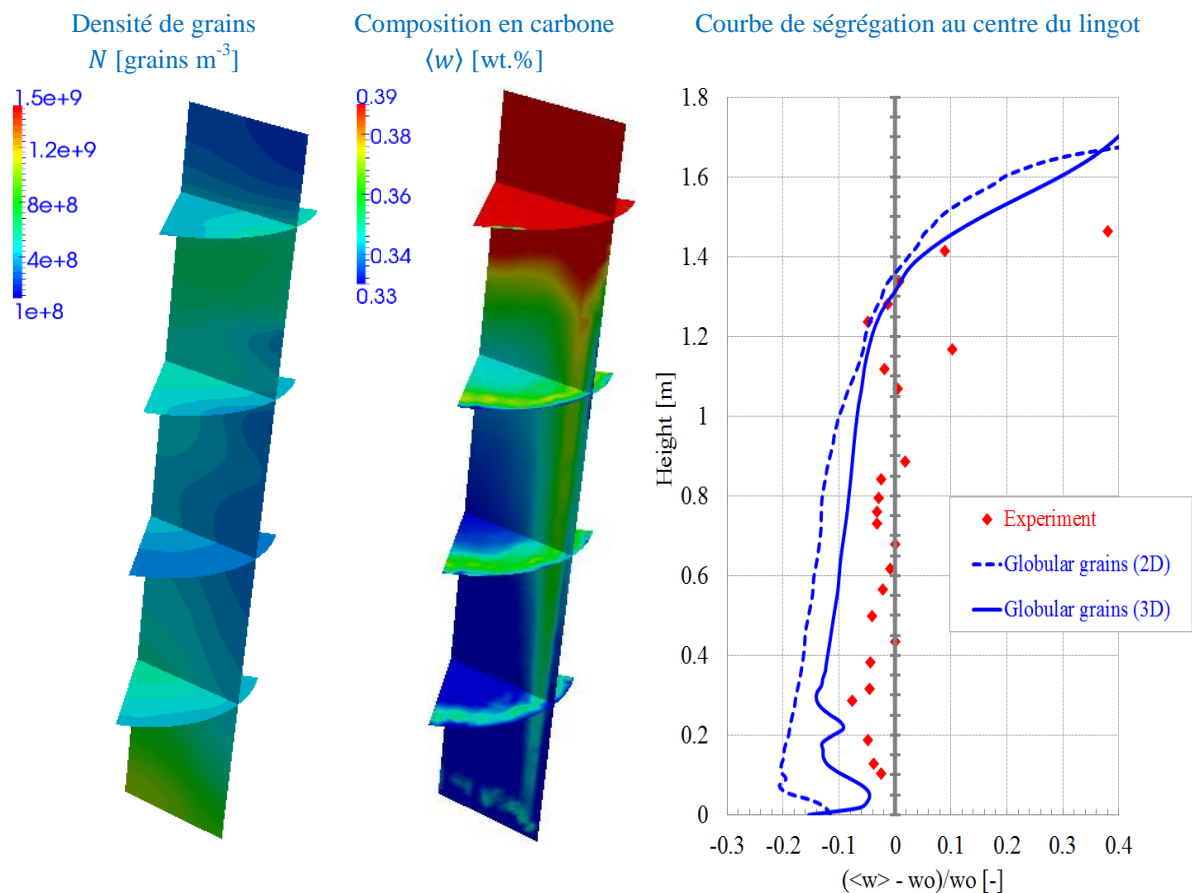 Densité de grains
N [grains m-3]
Composition en carbone
⟨w⟩ [wt.%]
Courbe de ségrégation au centre du lingot
1.5e+9
1.2e+9
8e+8
4e+8
1e+8
0.39
0.38
0.36
0.34
0.33
1.8
1.6
1.4
1.2
1
0.8
0.6
0.4
0.2
0
Height [m]
Experiment
Globular grains (2D)
Globular grains (3D)
-0.3 -0.2 -0.1 0 0.1 0.2 0.3 0.4
(<w> - wo)/wo [-]